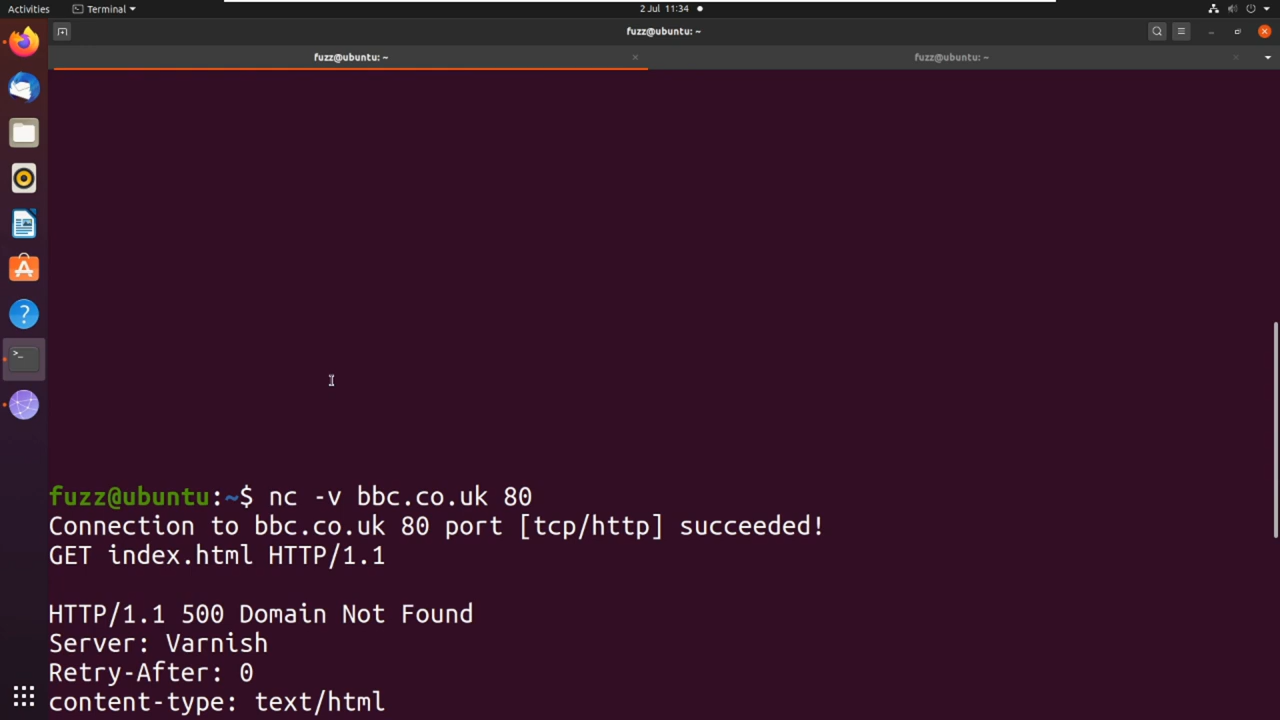 Activities
Terminal
2 Jul 11:34
fuzz@ubuntu: ~
fuzz@ubuntu: ~
fuzz@ubuntu: ~
fuzz@ubuntu:~$ nc -v bbc.co.uk 80
Connection to bbc.co.uk 80 port [tcp/http] succeeded!
GET index.html HTTP/1.1
HTTP/1.1 500 Domain Not Found
Server: Varnish
Retry-After: 0
content-type: text/html